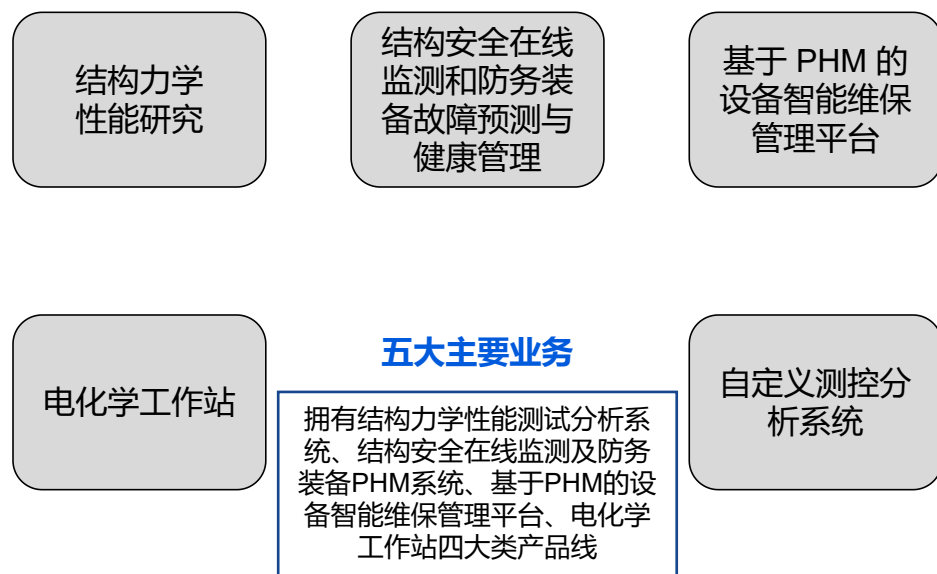 结构力学
性能研究
结构安全在线
监测和防务装
备故障预测与
健康管理
基于 PHM 的
设备智能维保
管理平台
电化学工作站
五大主要业务
拥有结构力学性能测试分析系
统、结构安全在线监测及防务
装备PHM系统、基于PHM的设
备智能维保管理平台、电化学
工作站四大类产品线
自定义测控分
析系统